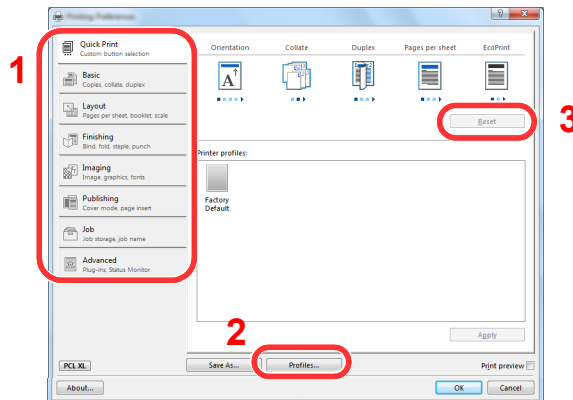 Printing Preferences
1
Quick Print
Custom button selection
Basic
Copies, collate, duplex
Layout
Pages per sheet, booklet, scale
Finishing
Bind, fold, staple, punch
Imaging
Image, graphics, fonts
Publishing
Cover mode, page insert
Job
Job storage, job name
Advanced
Plug-ins, Status Monitor
Orientation Collate Duplex Pages per sheet EcoPrint
A
Reset
3
Printer profiles:
Factory
Default
Apply
2
PCL XL
Save As...
Profiles...
Print preview
About...
OK
Cancel